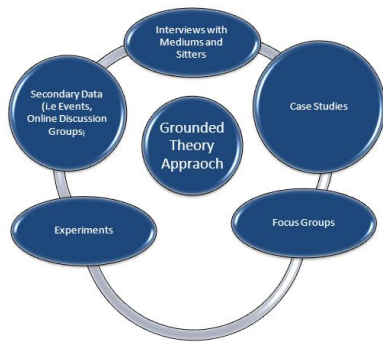 Interviews with
Mediums and
Sitters
Secondary Data
(i.e Events,
Online Discussion
Groups)
Case Studies
Grounded
Theory
Appraoch
Experiments
Focus Groups